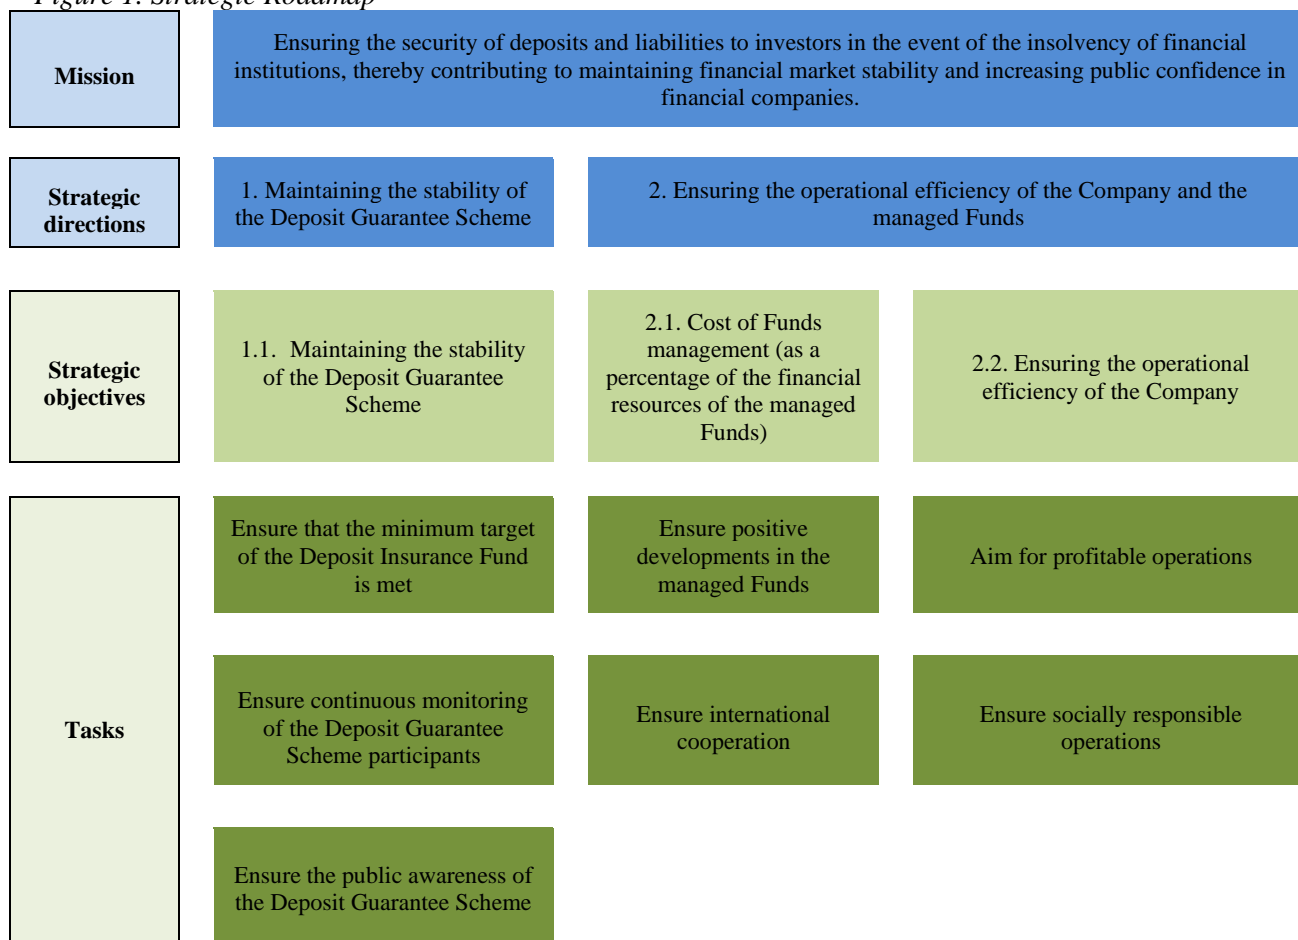 Figure 1. Strategic Roadmap
Mission
Ensuring the security of deposits and liabilities to investors in the event of the insolvency of financial
institutions, thereby contributing to maintaining financial market stability and increasing public confidence in
financial companies.
Strategic
directions
1. Maintaining the stability of
the Deposit Guarantee Scheme
2. Ensuring the operational efficiency of the Company and the
managed Funds
Strategic
objectives
1.1. Maintaining the stability
of the Deposit Guarantee
Scheme
2.1. Cost of Funds
management (as a
percentage of the financial
resources of the managed
Funds)
2.2. Ensuring the operational
efficiency of the Company
Tasks
Ensure that the minimum target
of the Deposit Insurance Fund
is met
Ensure positive
developments in the
managed Funds
Aim for profitable operations
Ensure continuous monitoring
of the Deposit Guarantee
Scheme participants
Ensure international
cooperation
Ensure socially responsible
operations
Ensure the public awareness of
the Deposit Guarantee Scheme